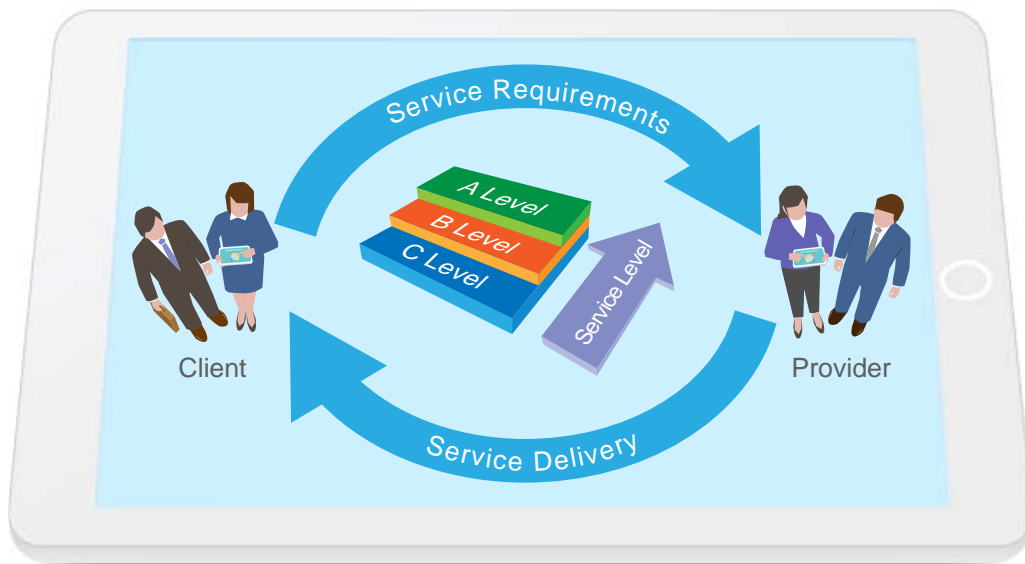 Service Requirements
A Level
B Level
C Level
Service Level
Client
Provider
Service Delivery